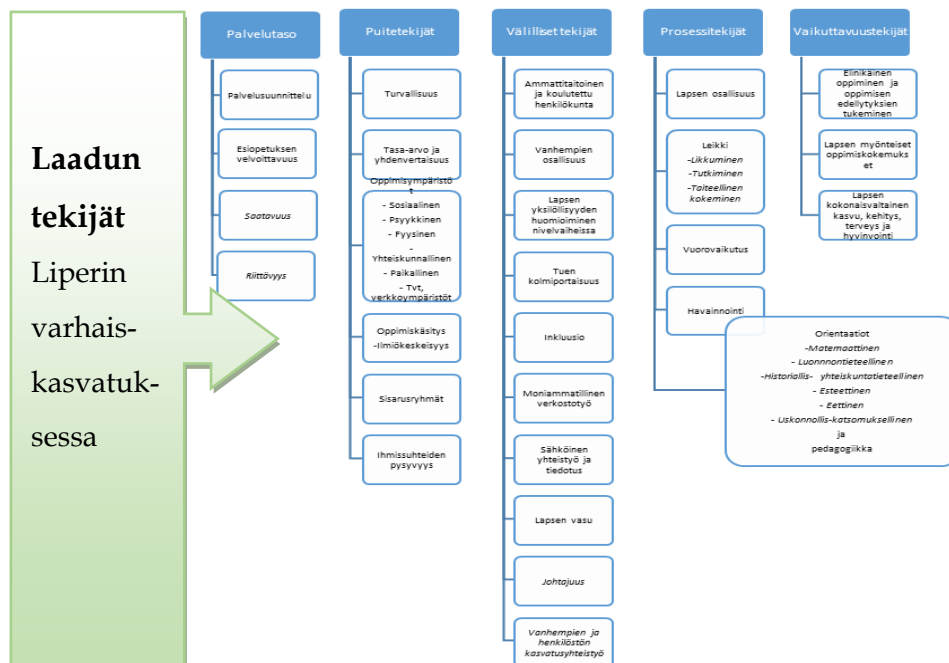 Laadun
tekijät
Liperin
varhais-
kasvatuk-
sessa
Palvelutaso
Palvelusuunnittelu
Esiopetuksen
velvoittavuus
Saatavuus
Riittävyys
Puitetekijät
Turvallisuus
Tasa-arvo ja
yhdenvertaisuus
Oppimisympäristö
t
- Sosiaalinen
- Psyykkinen
- Fyysinen
-
Yhteiskunnallinen
- Paikallinen
- Tvt,
verkkoympäristöt
Oppimiskäsitys
-Ilmiökeskeisyys
Sisarusryhmät
Ihmissuhteiden
pysyvyys
Välilliset tekijät
Ammattitaitoinen
ja koulutettu
henkilökunta
Vanhempien
osallisuus
Lapsen
yksilöllisyyden
huomioiminen
nivelvaiheissa
Tuen
kolmiportaisuus
Inkluusio
Moniammatillinen
verkostotyö
Sähköinen
yhteistyö ja
tiedotus
Lapsen vasu
Johtajuus
Vanhempien ja
henkilöstön
kasvatusyhteistyö
Prosessitekijät
Lapsen osallisuus
Leikki
-Liikkuminen
-Tutkiminen
-Taiteellinen
kokeminen
Vuorovaikutus
Havainnointi
Orientaatiot
-Matemaattinen
- Luonnnontieteellinen
-Historiallis- yhteiskuntatieteellinen
- Esteettinen
- Eettinen
- Uskonnollis-katsomuksellinen
ja
pedagogiikka
Vaikuttavuustekijät
Elinikäinen
oppiminen ja
oppimisen
edellytyksien
tukeminen
Lapsen myönteiset
oppimiskokemuks
et
Lapsen
kokonaisvaltainen
kasvu, kehitys,
terveys ja
hyvinvointi